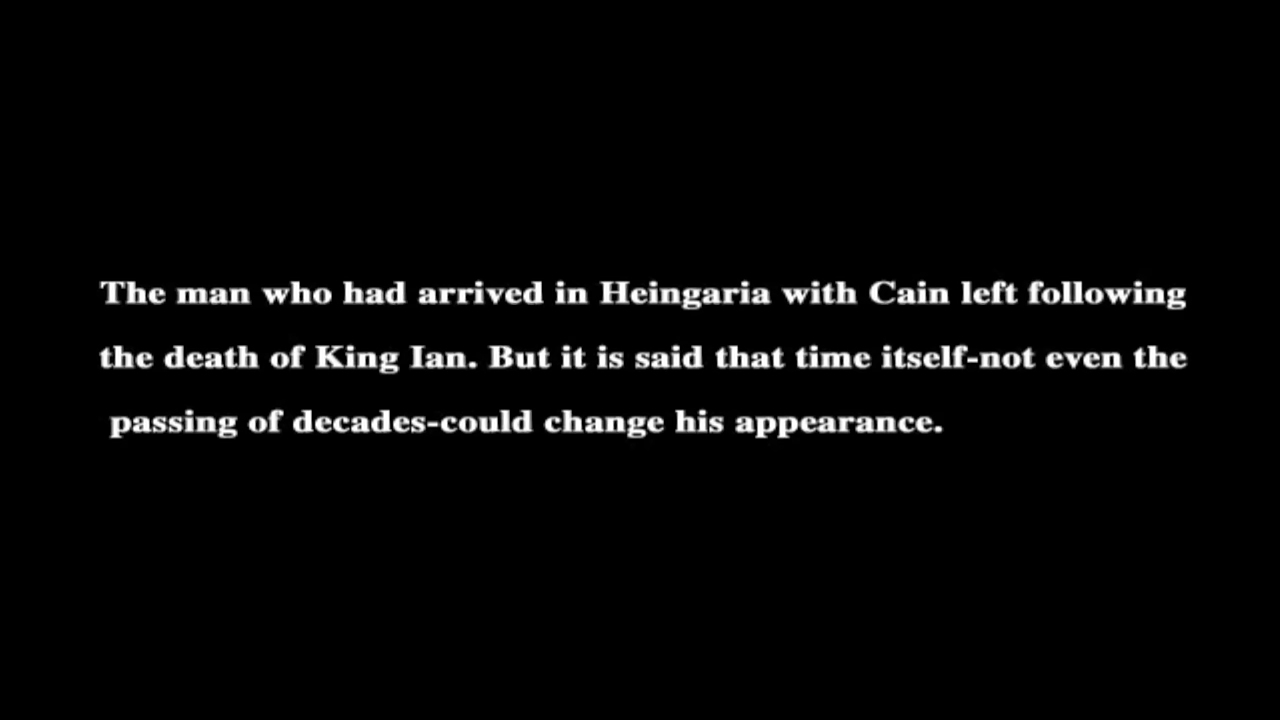 The man who had arrived in Heingaria with Cain left following
the death of King Ian. But it is said that time itself-not even the
passing of decades-could change his appearance.